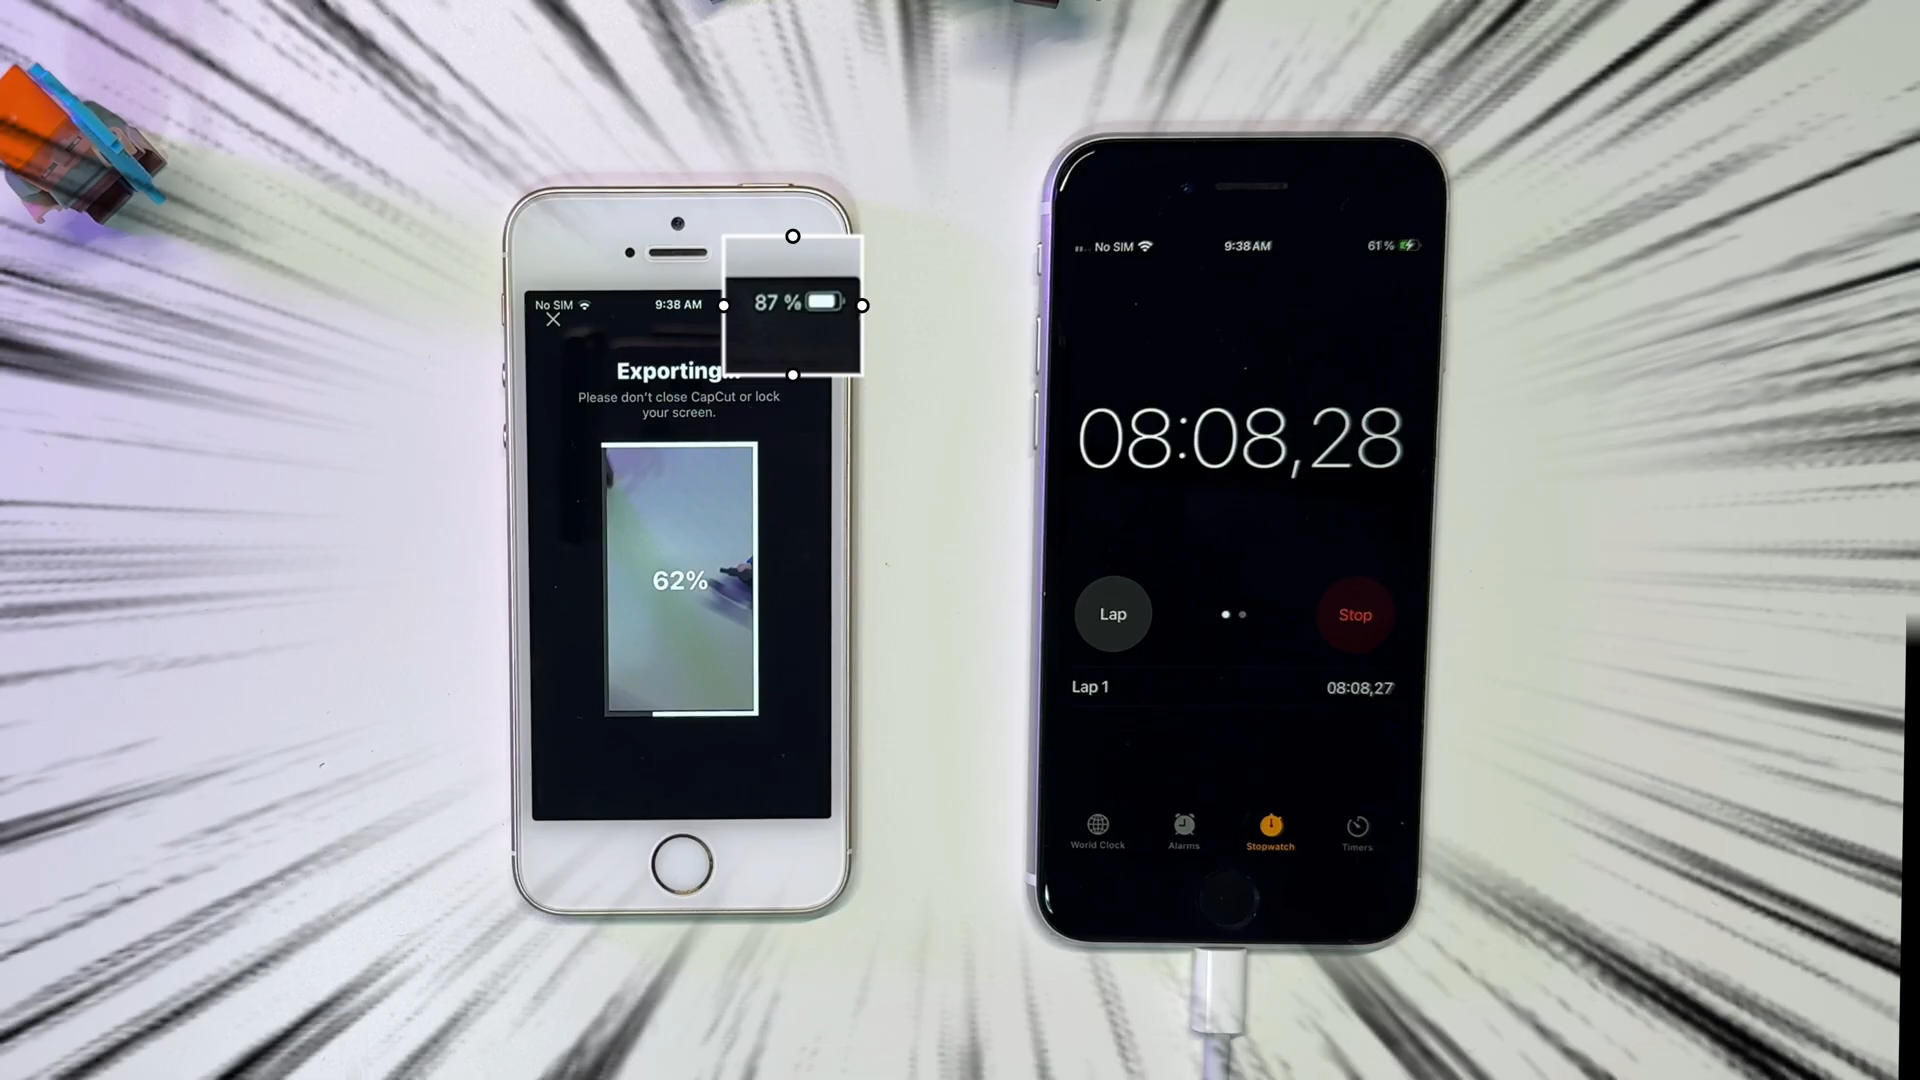 No SIM 9:38 AM 87 %
Exporting...
Please don't close CapCut or lock
your screen.
62%
No SIM 9:38 AM 61%
08:08,28
Lap Stop
Lap 1 08:08,27
World Clock Alarms Stopwatch Timers